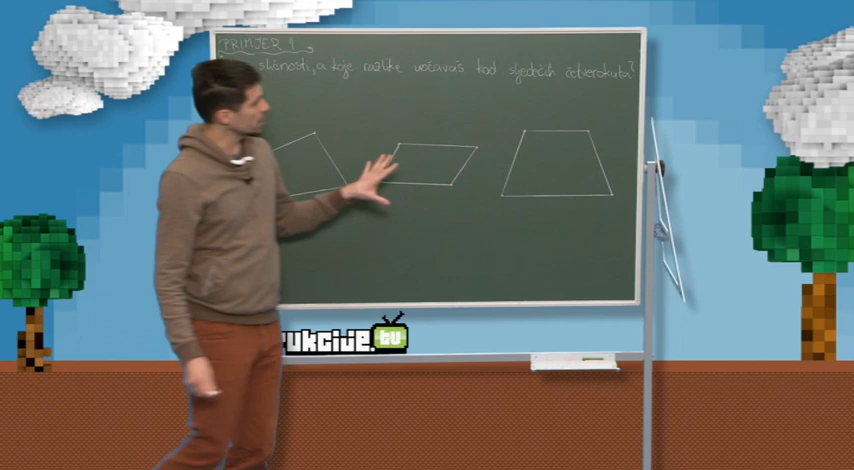 PRIMJER 1
sličnosti, a koje razlike uočavaš kod sljedećih četverokuta?
ukcije.tv